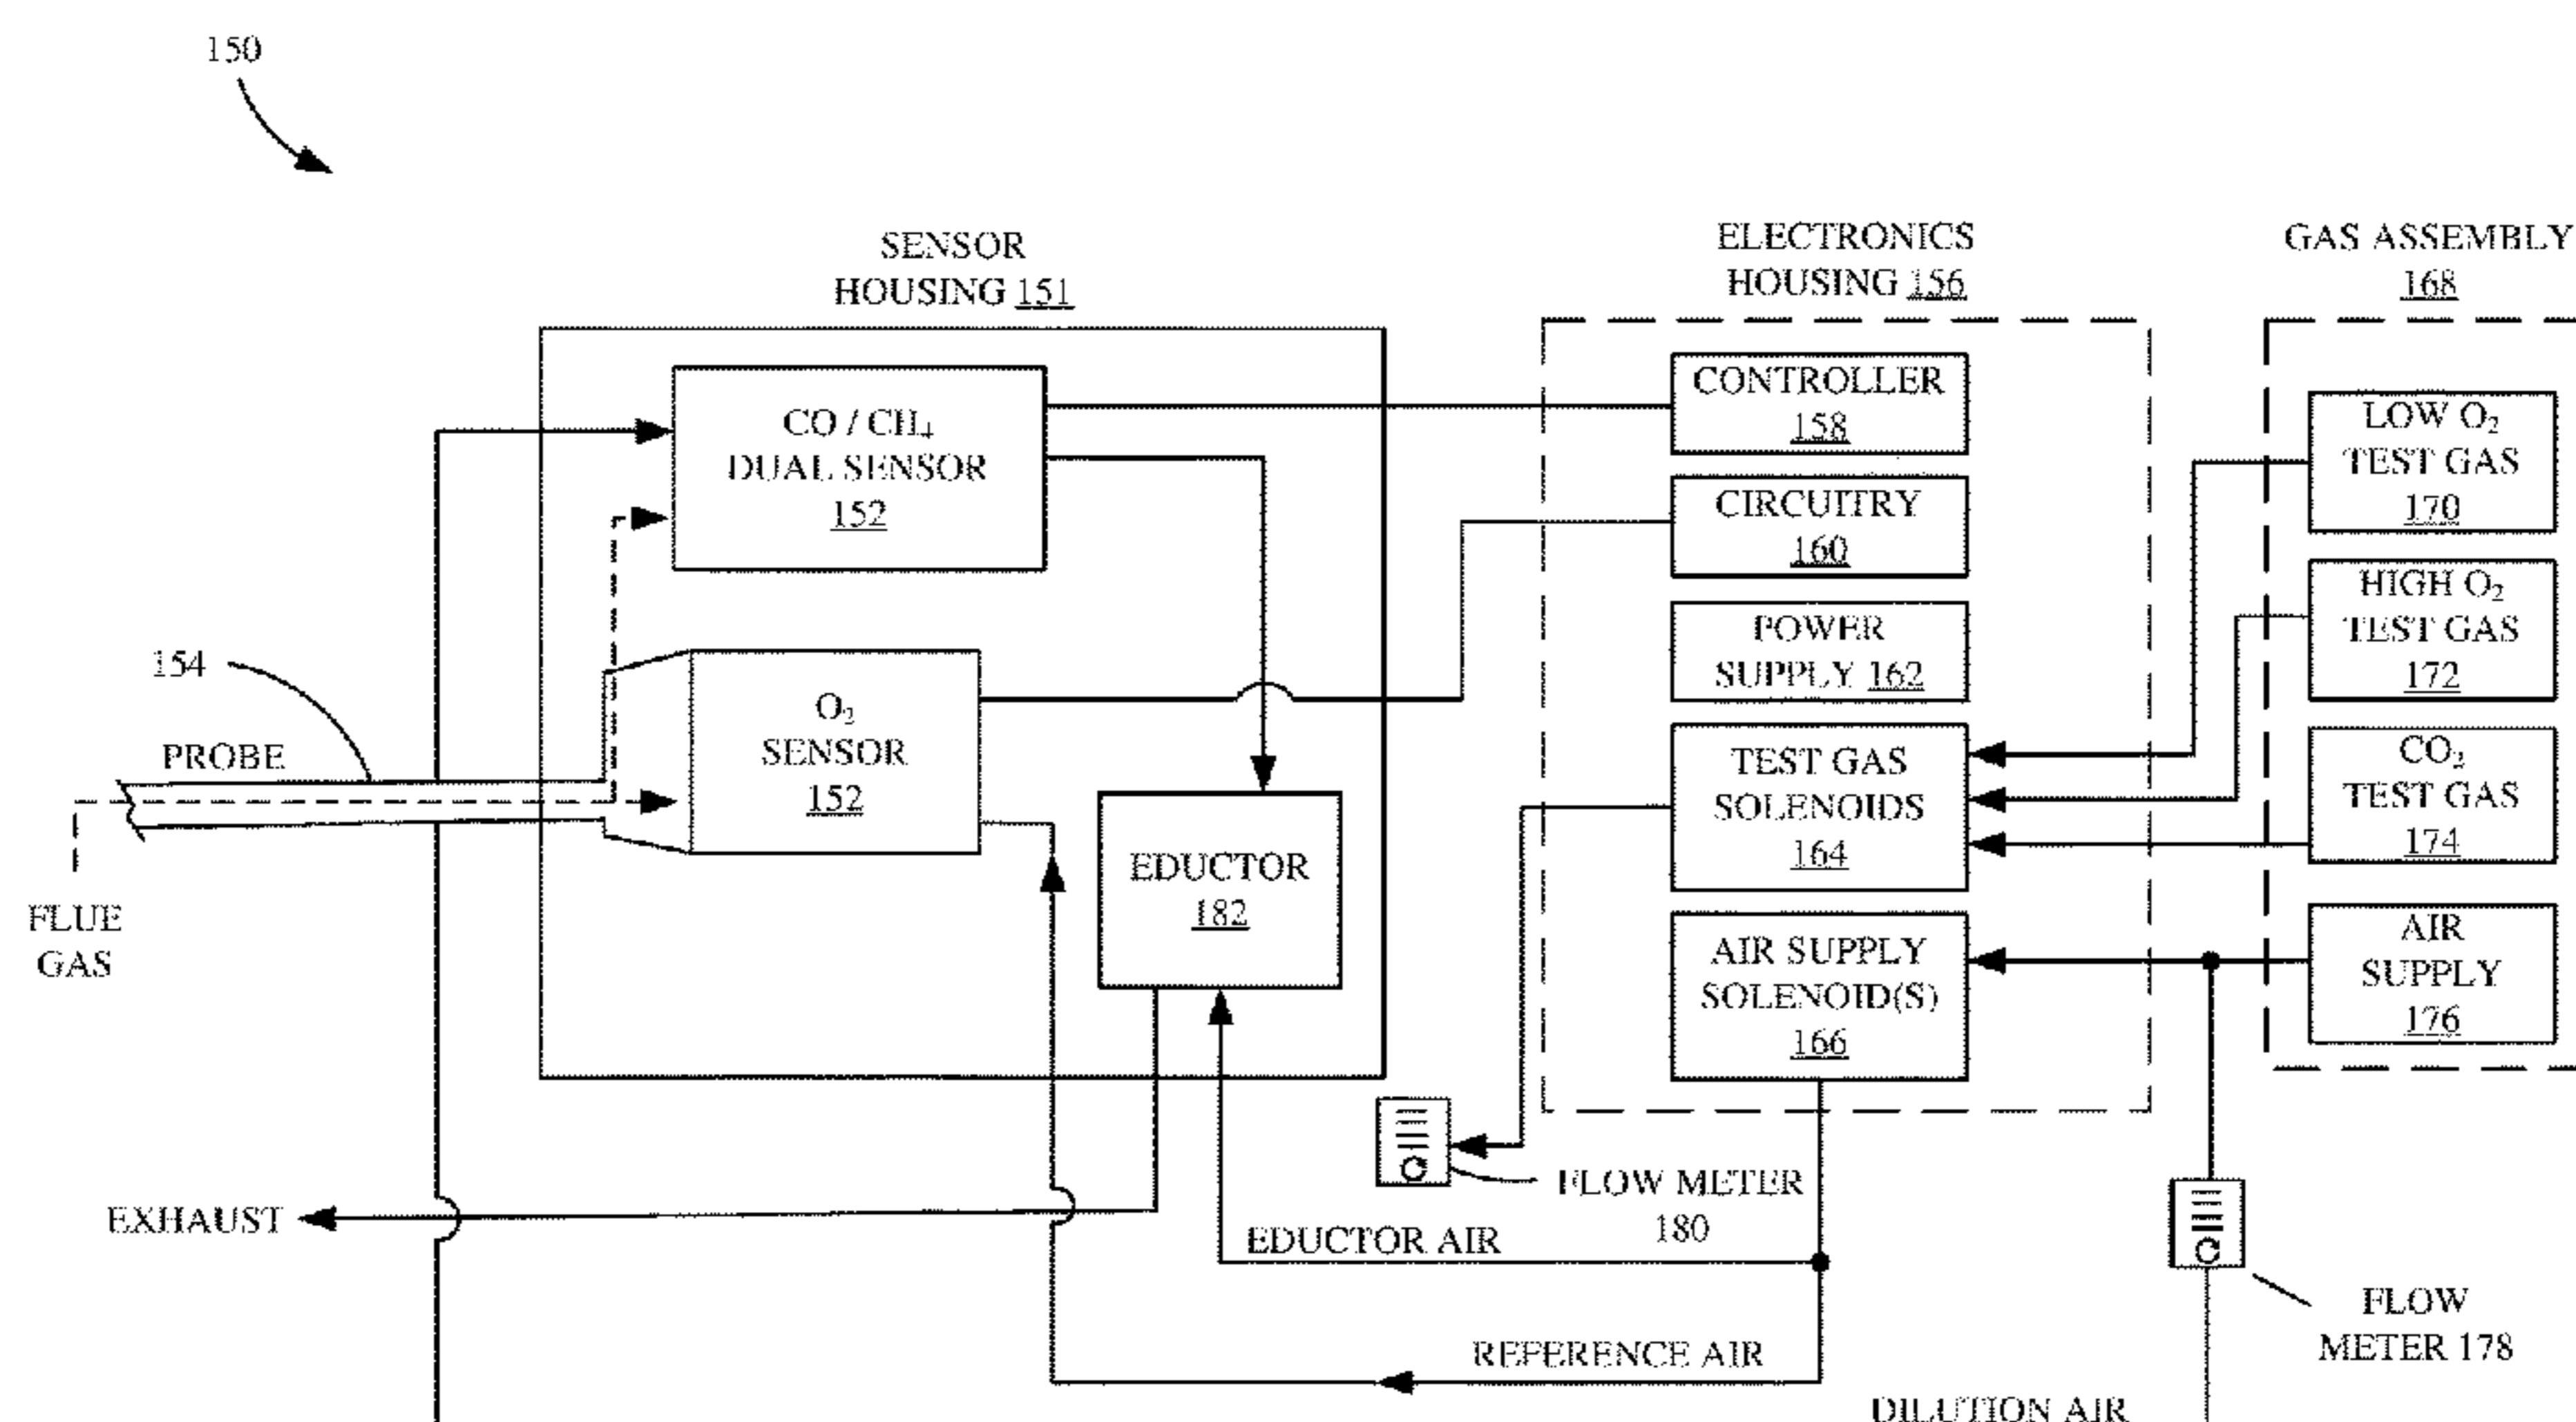 150
SENSOR
HOUSING 151
ELECTRONICS
HOUSING 156
GAS ASSEMBLY
168
CO / CH₄
DUAL SENSOR
152
CONTROLLER
158
CIRCUITRY
160
POWER
SUPPLY 162
TEST GAS
SOLENOIDS
164
AIR SUPPLY
SOLENOID(S)
166
LOW O₂
TEST GAS
170
HIGH O₂
TEST GAS
172
CO₂
TEST GAS
174
AIR
SUPPLY
176
154
PROBE
O₂
SENSOR
152
EDUCTOR
182
FLUE
GAS
EXHAUST
FLOW METER
180
EDUCTOR AIR
FLOW
METER 178
REFERENCE AIR
DILUTION AIR